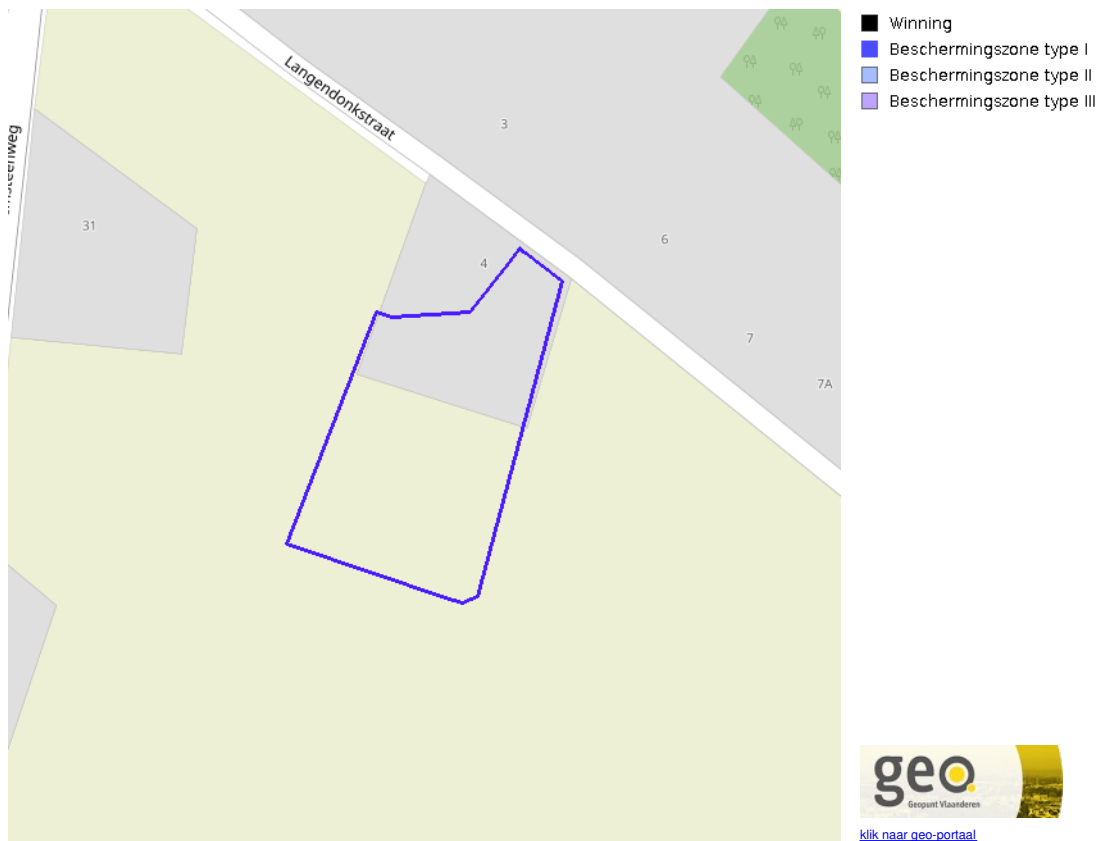 Winning
Beschermingszone type I
Beschermingszone type II
Beschermingszone type III
Langendonkstraat
3
31
4
6
7
7A
geo.
Geopunt Vlaanderen
klik naar geo-portaal